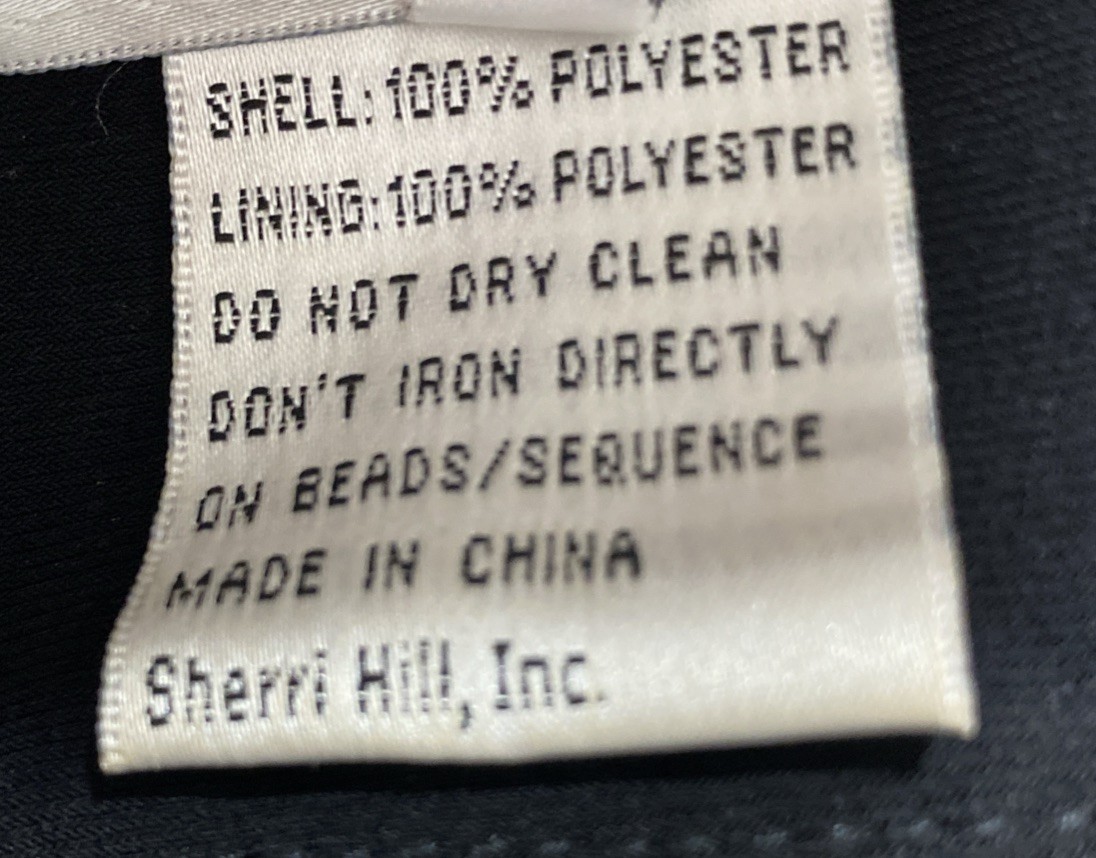 SHELL:100% POLYESTER
LINING:100% POLYESTER
DO NOT DRY CLEAN
DON'T IRON DIRECTLY
ON BEADS/SEQUENCE
MADE IN CHINA
Sherri Hill, Inc.